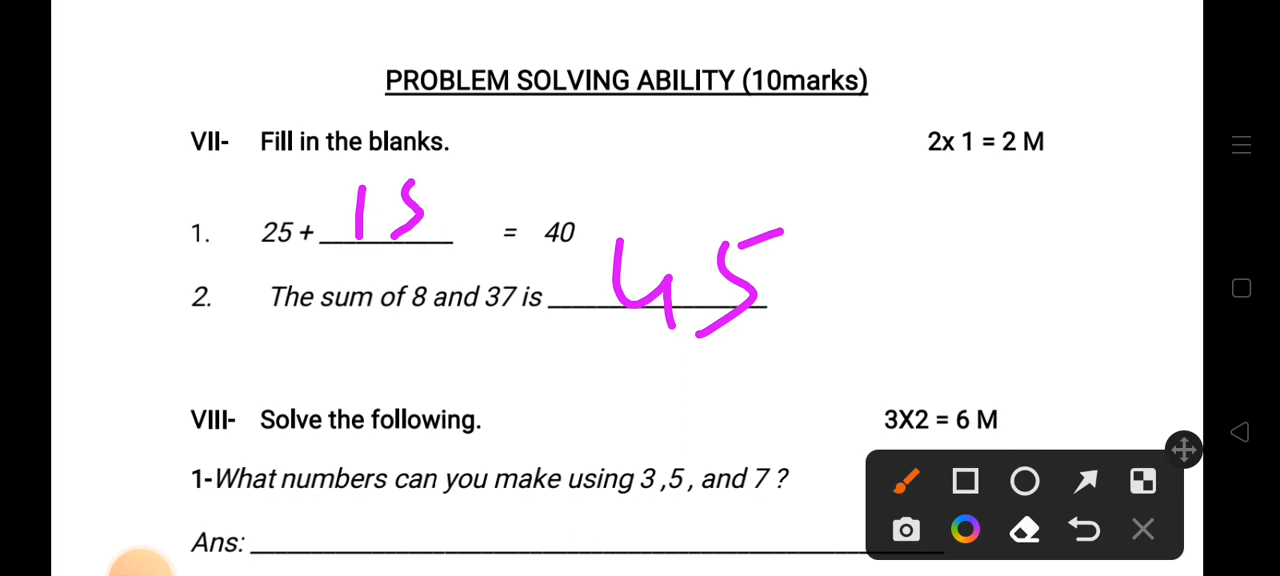 PROBLEM SOLVING ABILITY (10marks)
VII- Fill in the blanks. 2x 1 = 2 M
1. 25 + 15 = 40
2. The sum of 8 and 37 is 45
VIII- Solve the following. 3X2 = 6 M
1-What numbers can you make using 3 ,5 , and 7 ?
Ans: